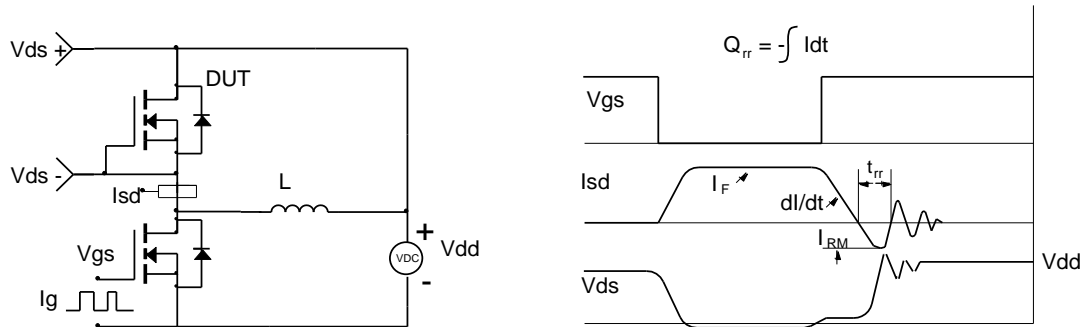 Vds +
DUT
Vds -
Isd
L
Vgs
+
VDC
Vdd
-
Ig
Q_rr = -∫ Idt
Vgs
Isd
I_F
t_rr
dI/dt
I_RM
Vds
Vdd